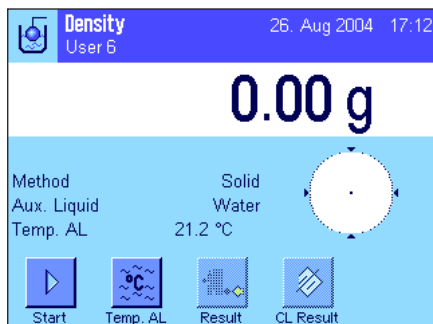 Density 26. Aug 2004 17:12
User 6
0.00 g
Method Solid
Aux. Liquid Water
Temp. AL 21.2 °C
°C
Start Temp. AL Result CL Result